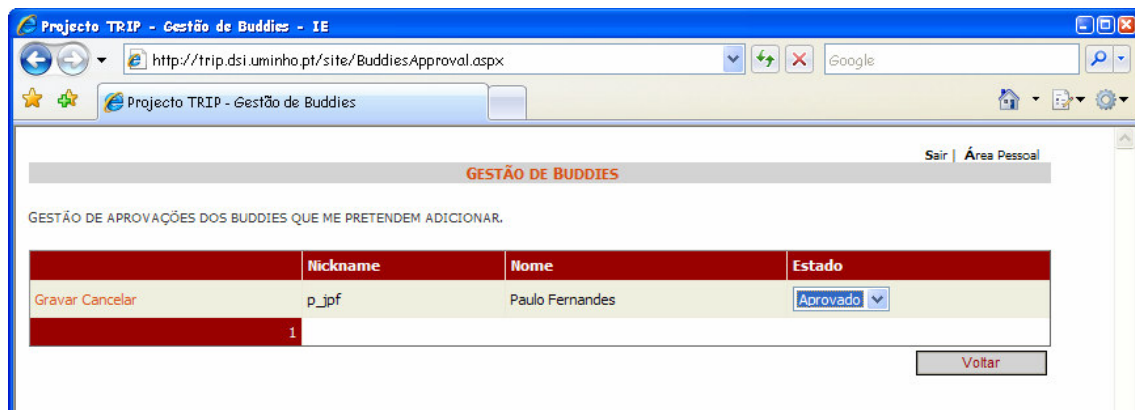 Projecto TRIP - Gestão de Buddies - IE
http://trip.dsi.uminho.pt/site/BuddiesApproval.aspx Google
Projecto TRIP - Gestão de Buddies
Sair | Área Pessoal
GESTÃO DE BUDDIES
GESTÃO DE APROVAÇÕES DOS BUDDIES QUE ME PRETENDEM ADICIONAR.
Nickname Nome Estado
Gravar Cancelar p_jpf Paulo Fernandes Aprovado
1
Voltar